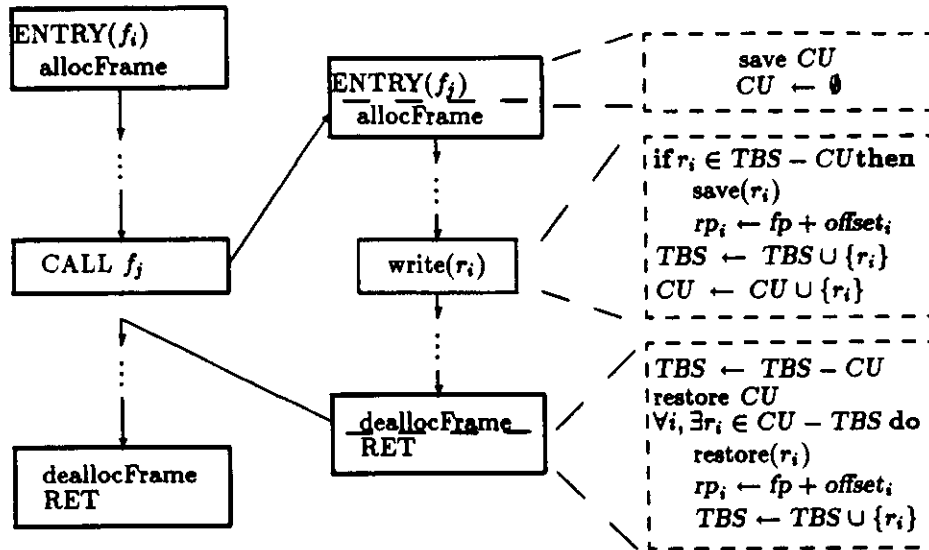 ENTRY(f_i)
allocFrame
⋮
CALL f_j
⋮
deallocFrame
RET
ENTRY(f_j)
allocFrame
⋮
write(r_i)
⋮
deallocFrame
RET
save CU
CU ← ∅
if r_i ∈ TBS − CU then
save(r_i)
rp_i ← fp + offset_i
TBS ← TBS ∪ {r_i}
CU ← CU ∪ {r_i}
TBS ← TBS − CU
restore CU
∀i, ∃r_i ∈ CU − TBS do
restore(r_i)
rp_i ← fp + offset_i
TBS ← TBS ∪ {r_i}